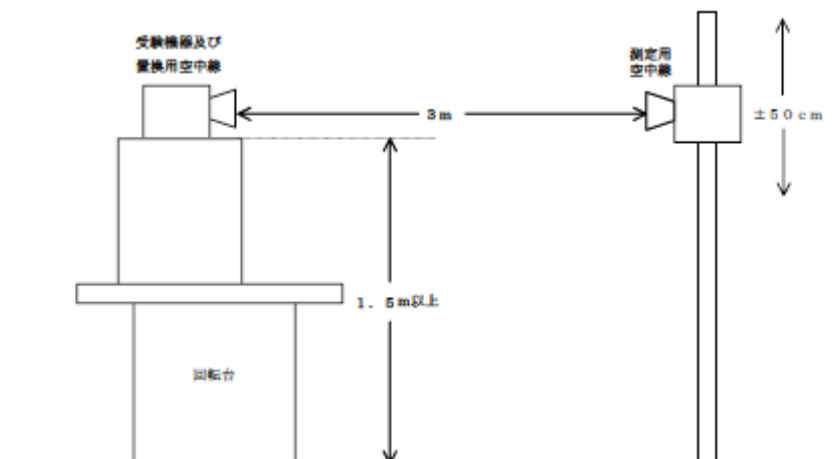 受験機器及び
置換用空中線
測定用
空中線
3m
±50cm
1．5m以上
回転台